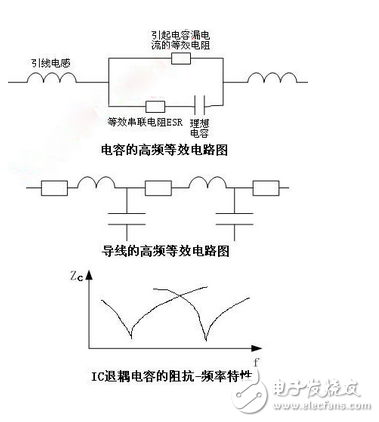 引起电容漏电
流的等效电阻
引线电感
等效串联电阻ESR
理想
电容
电容的高频等效电路图
导线的高频等效电路图
Zc
f
IC退耦电容的阻抗-频率特性
电子发烧友
www.elecfans.com